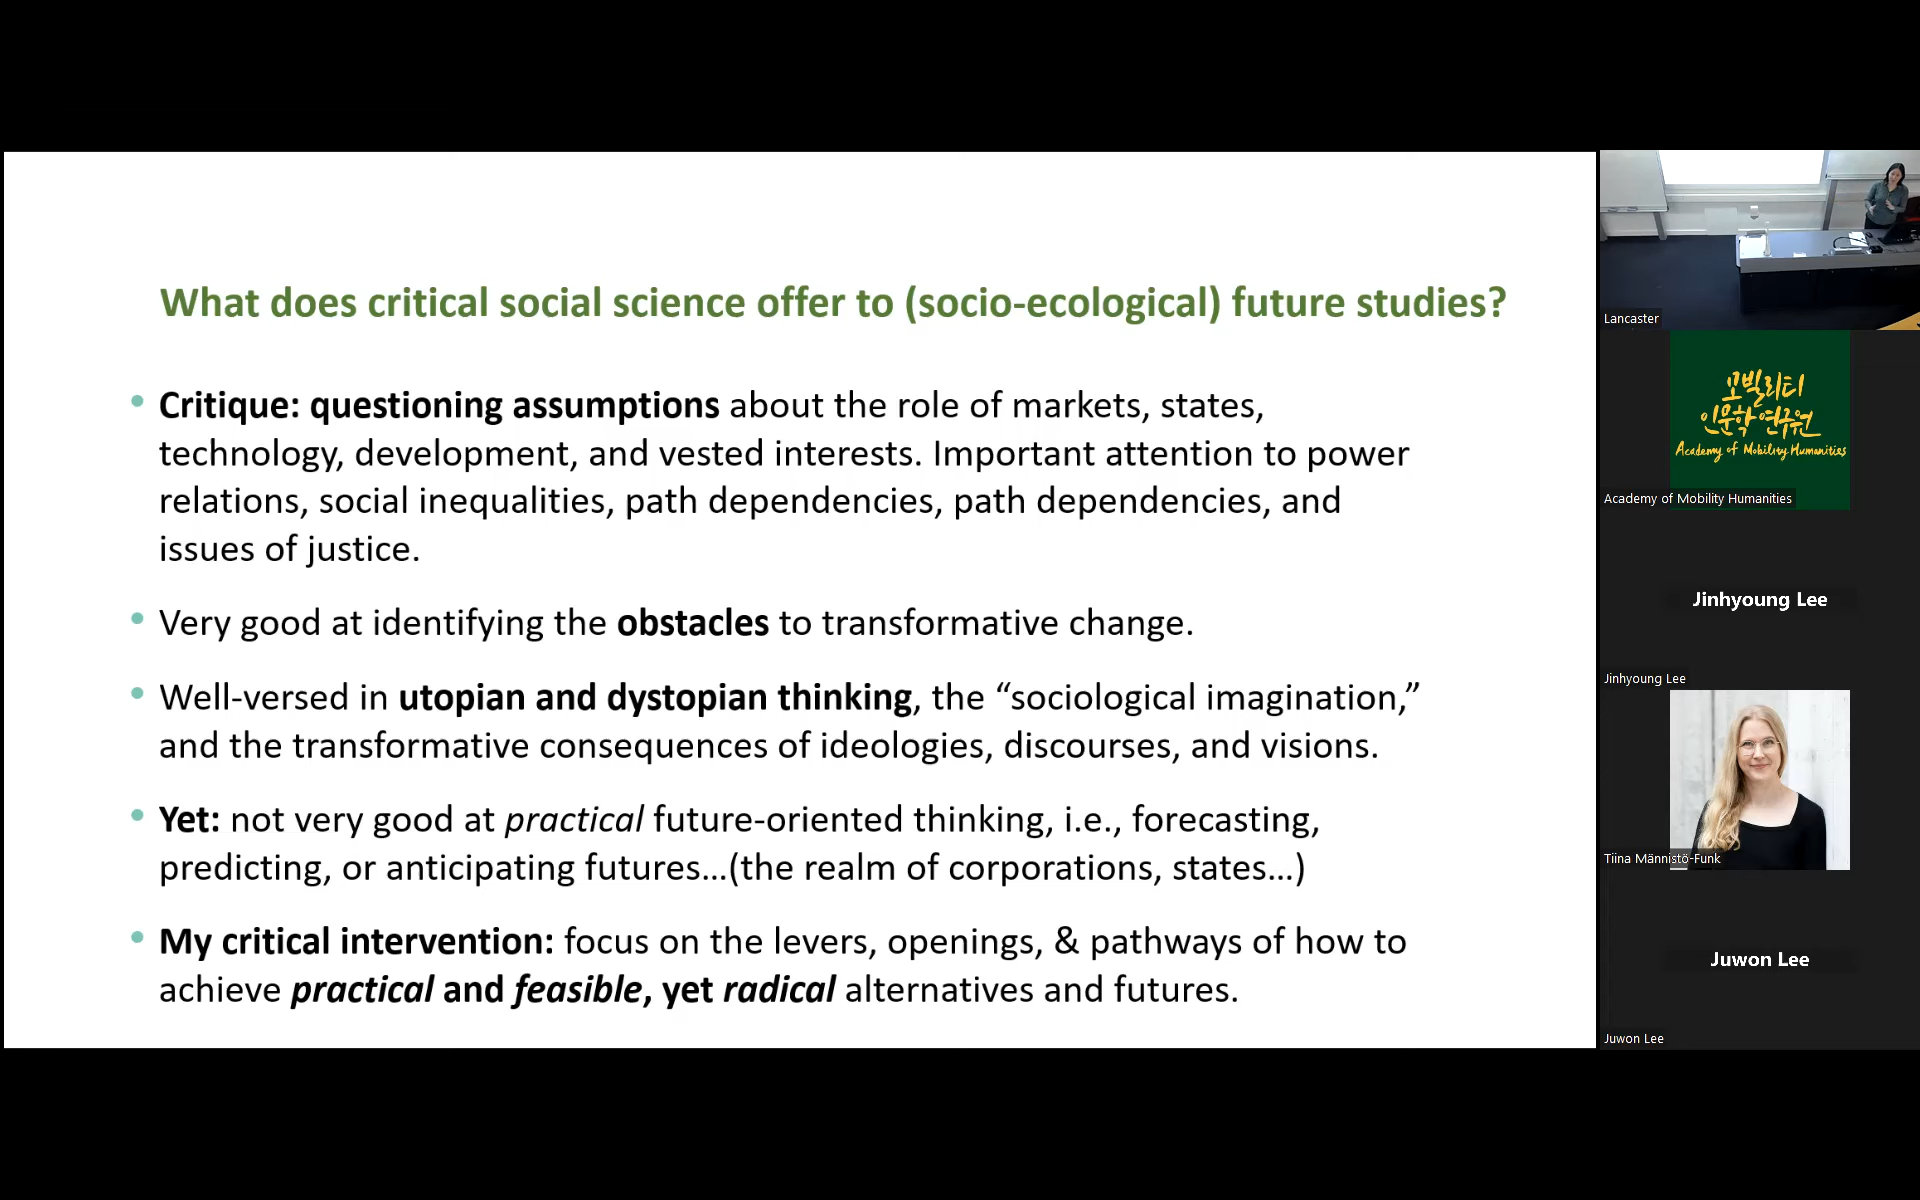 What does critical social science offer to (socio-ecological) future studies?
• Critique: questioning assumptions about the role of markets, states,
technology, development, and vested interests. Important attention to power
relations, social inequalities, path dependencies, path dependencies, and
issues of justice.
• Very good at identifying the obstacles to transformative change.
• Well-versed in utopian and dystopian thinking, the “sociological imagination,”
and the transformative consequences of ideologies, discourses, and visions.
• Yet: not very good at practical future-oriented thinking, i.e., forecasting,
predicting, or anticipating futures...(the realm of corporations, states...)
• My critical intervention: focus on the levers, openings, & pathways of how to
achieve practical and feasible, yet radical alternatives and futures.
Lancaster
모빌리티
인문학 연구원
Academy of Mobility Humanities
Academy of Mobility Humanities
Jinhyoung Lee
Jinhyoung Lee
Tiina Männistö-Funk
Juwon Lee
Juwon Lee